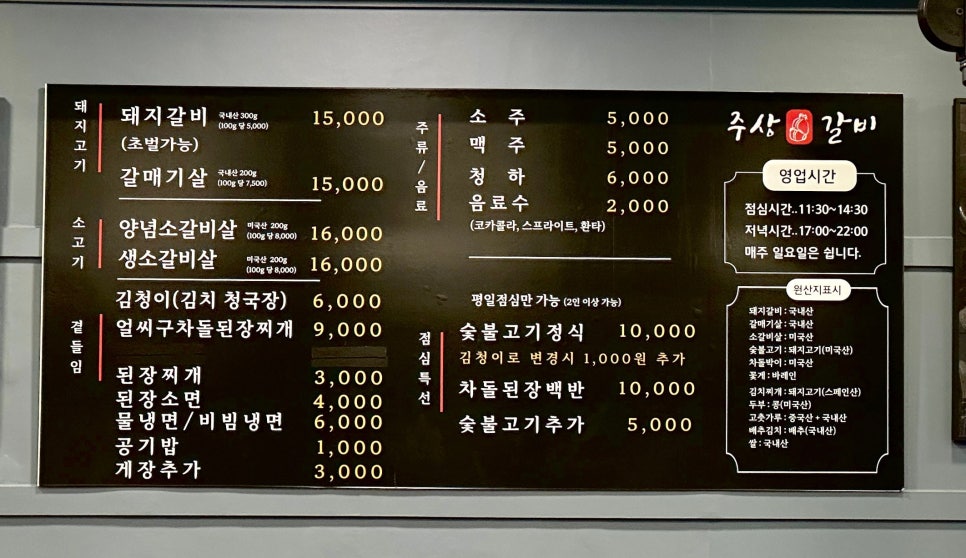 돼지고기
돼지갈비 국내산 300g (100g 당 5,000) 15,000
(초벌가능)
갈매기살 국내산 200g (100g 당 7,500) 15,000
소고기
양념소갈비살 미국산 200g (100g 당 8,000) 16,000
생소갈비살 미국산 200g (100g 당 8,000) 16,000
곁들임
김청이(김치 청국장) 6,000
얼씨구차돌된장찌개 9,000
된장찌개 3,000
된장소면 4,000
물냉면/비빔냉면 6,000
공기밥 1,000
게장추가 3,000
주류/음료
소주 5,000
맥주 5,000
청하 6,000
음료수 2,000
(코카콜라, 스프라이트, 환타)
점심특선
평일점심만 가능 (2인 이상 가능)
숯불고기정식 10,000
김청이로 변경시 1,000원 추가
차돌된장백반 10,000
숯불고기추가 5,000
주상 갈비
영업시간
점심시간..11:30~14:30
저녁시간..17:00~22:00
매주 일요일은 쉽니다.
원산지표시
돼지갈비 : 국내산
갈매기살 : 국내산
소갈비살 : 미국산
숯불고기 : 돼지고기(미국산)
차돌박이 : 미국산
꽃게 : 바레인
김치찌개 : 돼지고기(스페인산)
두부 : 콩(미국산)
고춧가루 : 중국산 + 국내산
배추김치 : 배추(국내산)
쌀 : 국내산